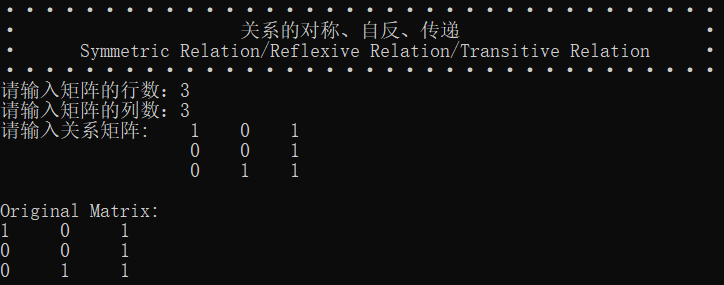 关系的对称、自反、传递
Symmetric Relation/Reflexive Relation/Transitive Relation
请输入矩阵的行数：3
请输入矩阵的列数：3
请输入关系矩阵： 1 0 1
0 0 1
0 1 1
Original Matrix:
1 0 1
0 0 1
0 1 1